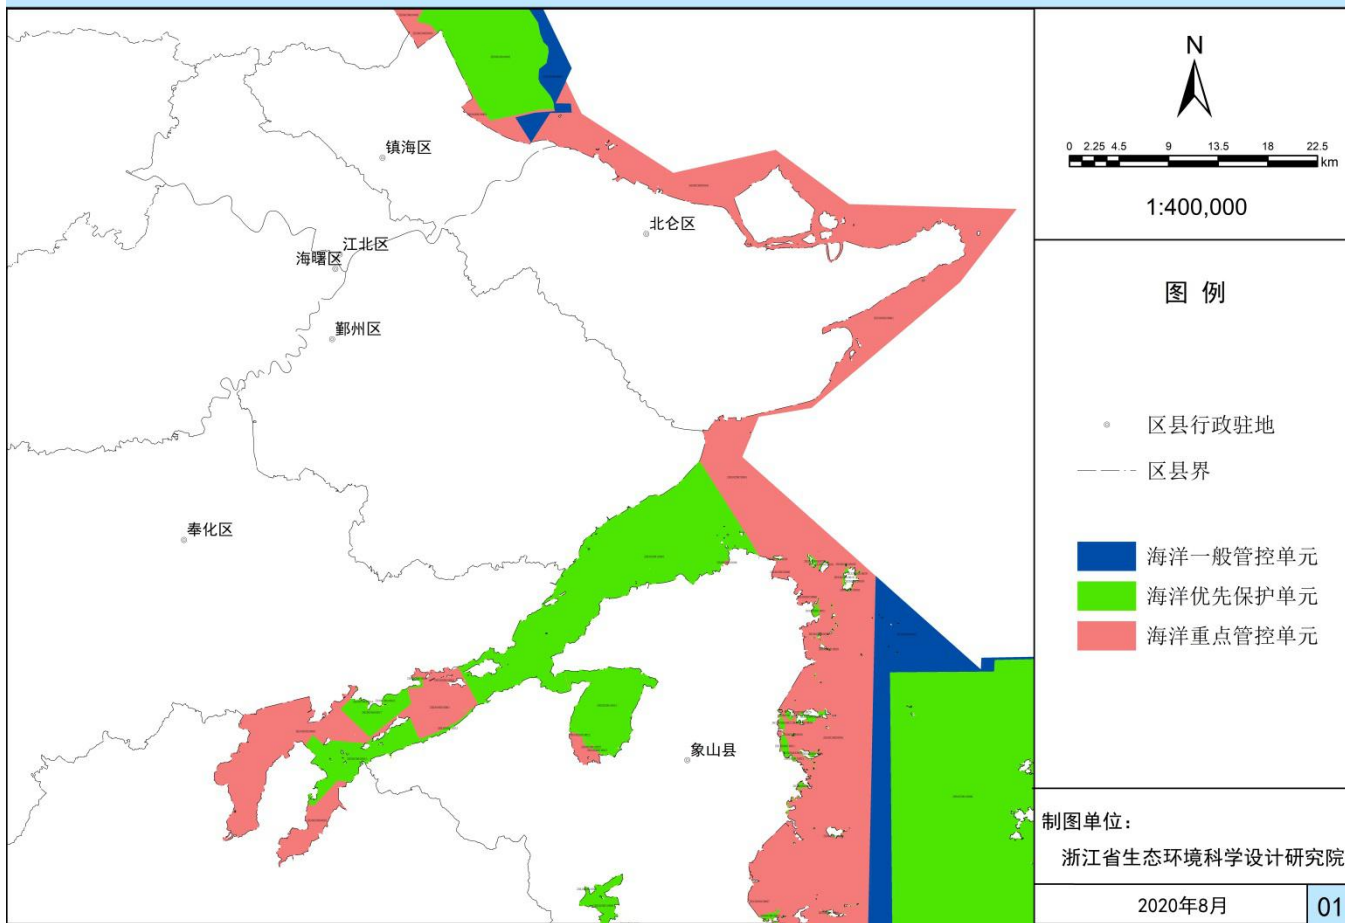 镇海区
北仑区
江北区
海曙区
鄞州区
奉化区
象山县
N
0 2.25 4.5 9 13.5 18 22.5
km
1:400,000
图 例
区县行政驻地
区县界
海洋一般管控单元
海洋优先保护单元
海洋重点管控单元
制图单位：
浙江省生态环境科学设计研究院
2020年8月
01